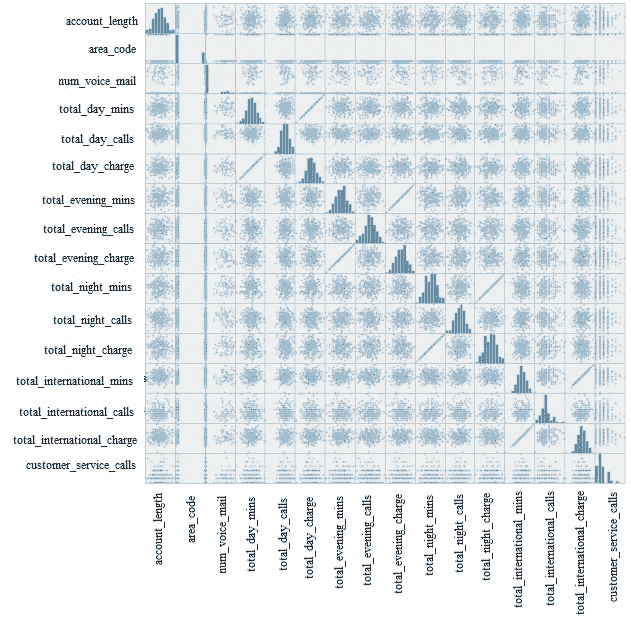 account_length
area_code
num_voice_mail
total_day_mins
total_day_calls
total_day_charge
total_evening_mins
total_evening_calls
total_evening_charge
total_night_mins
total_night_calls
total_night_charge
total_international_mins
total_international_calls
total_international_charge
customer_service_calls
account_length
area_code
num_voice_mail
total_day_mins
total_day_calls
total_day_charge
total_evening_mins
total_evening_calls
total_evening_charge
total_night_mins
total_night_calls
total_night_charge
total_international_mins
total_international_calls
total_international_charge
customer_service_calls